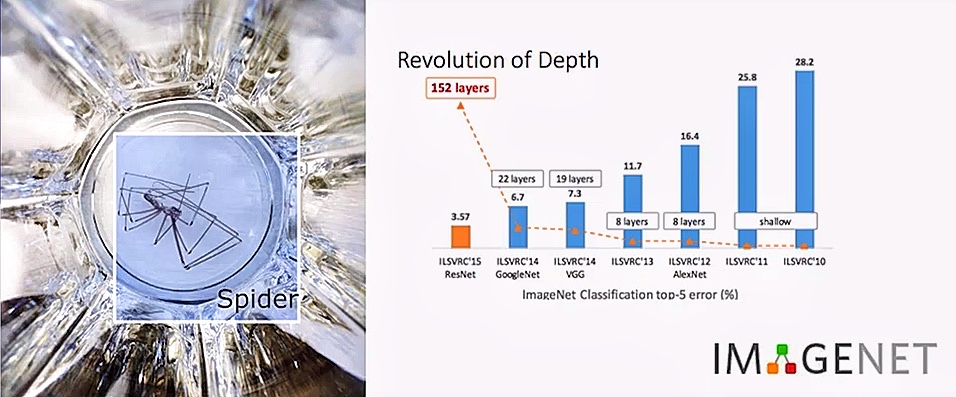 Spider
Revolution of Depth
152 layers
22 layers
19 layers
8 layers
8 layers
shallow
3.57
6.7
7.3
11.7
16.4
25.8
28.2
ILSVRC'15
ResNet
ILSVRC'14
GoogleNet
ILSVRC'14
VGG
ILSVRC'13
ILSVRC'12
AlexNet
ILSVRC'11
ILSVRC'10
ImageNet Classification top-5 error (%)
IMAGENET